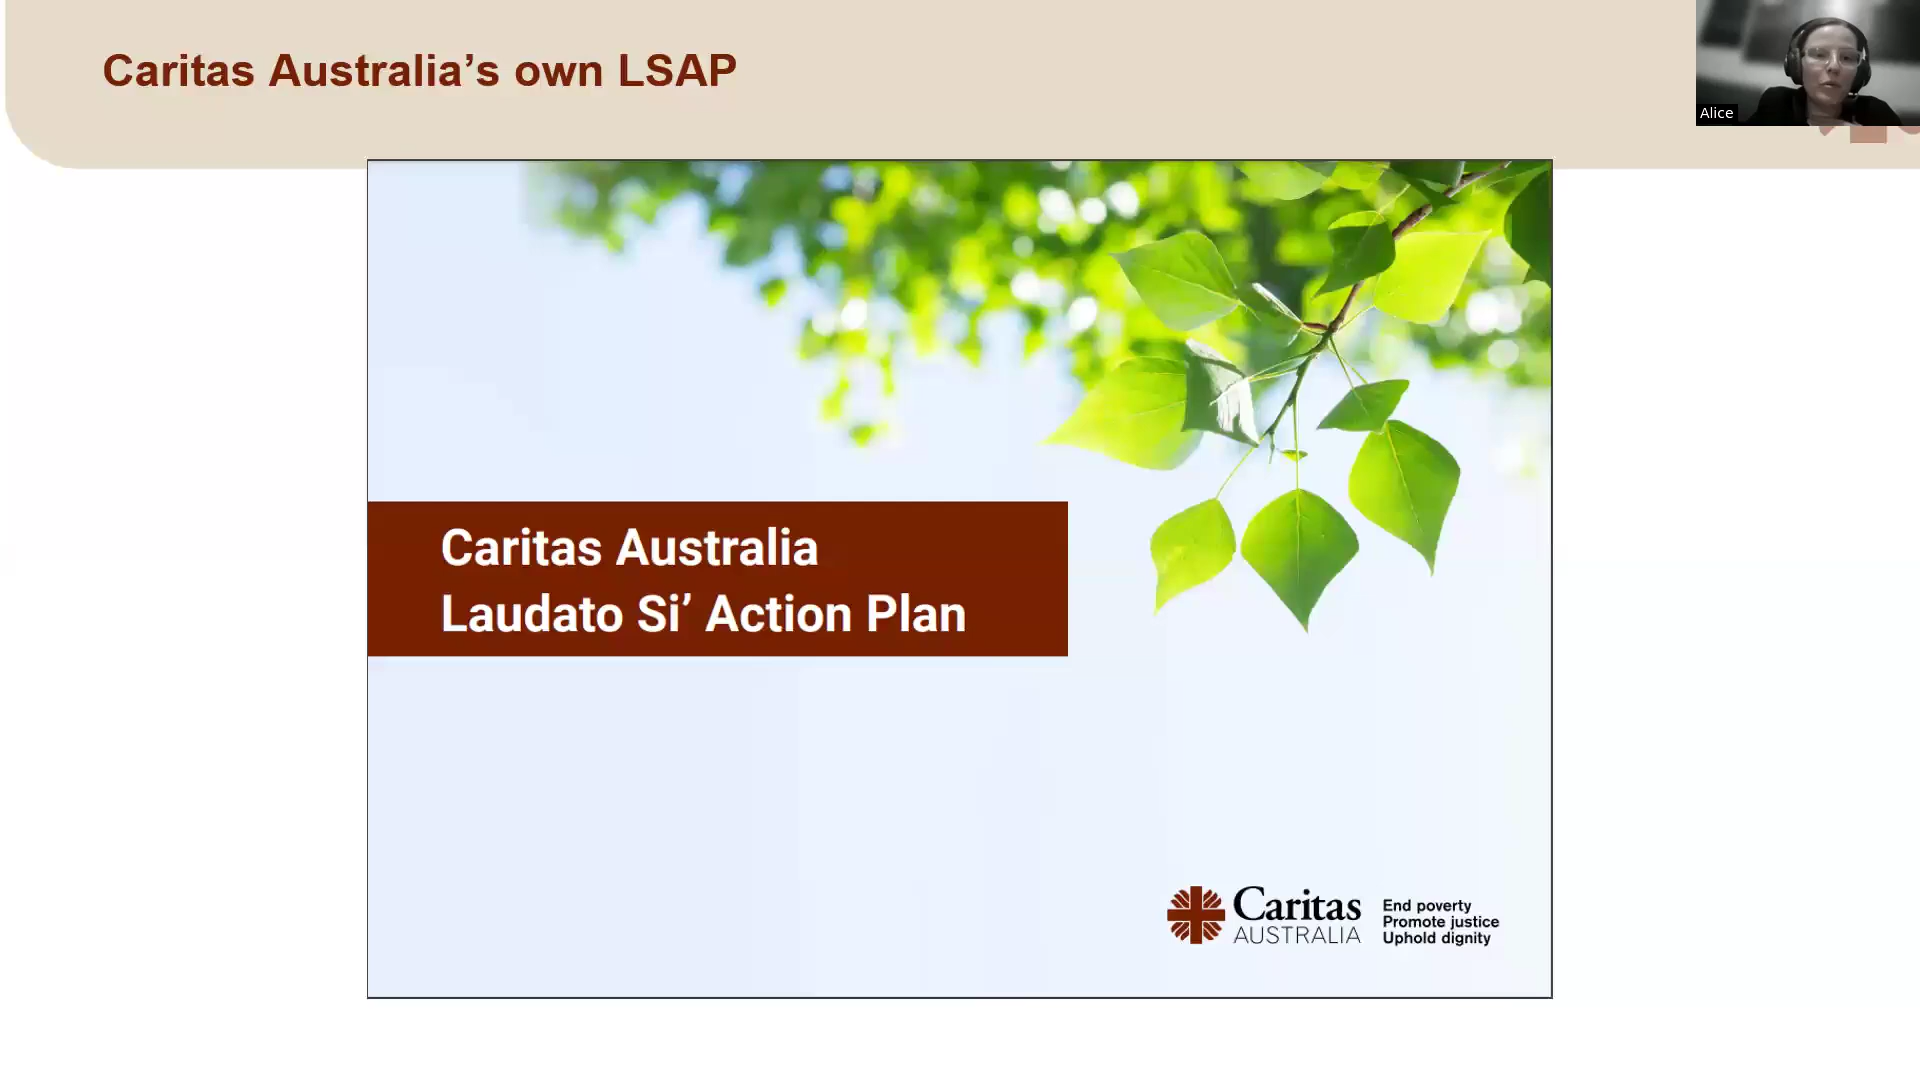 Caritas Australia’s own LSAP
Alice
Caritas Australia
Laudato Si’ Action Plan
Caritas
AUSTRALIA
End poverty
Promote justice
Uphold dignity